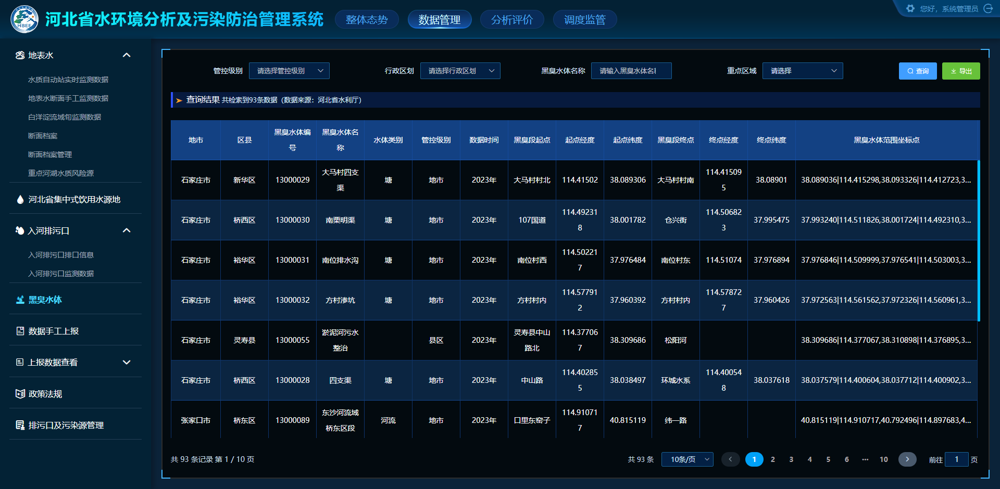 HBEE
河北省水环境分析及污染防治管理系统
整体态势
数据管理
分析评价
调度监管
您好，系统管理员
地表水
水质自动站实时监测数据
地表水断面手工监测数据
白洋淀流域旬监测数据
断面档案
断面档案管理
重点河湖水质风险源
河北省集中式饮用水源地
入河排污口
入河排污口排口信息
入河排污口监测数据
黑臭水体
数据手工上报
上报数据查看
政策法规
排污口及污染源管理
管控级别 请选择管控级别
行政区划 请选择行政区划
黑臭水体名称 请输入黑臭水体名称
重点区域 请选择
查询
导出
查询结果 共检索到93条数据（数据来源：河北省水利厅）
地市 区县 黑臭水体编号 黑臭水体名称 水体类别 管控级别 数据时间 黑臭段起点 起点经度 起点纬度 黑臭段终点 终点经度 终点纬度 黑臭水体范围坐标点
石家庄市 新华区 13000029 大马村四支渠 塘 地市 2023年 大马村村北 114.41502 38.089306 大马村村南 114.415095 38.08901 38.089036|114.415298,38.093326|114.412723,3...
石家庄市 桥西区 13000030 南栗明渠 塘 地市 2023年 107国道 114.492318 38.001782 仓兴街 114.506823 37.995475 37.993240|114.511826,38.001724|114.492310,3...
石家庄市 裕华区 13000031 南位排水沟 塘 地市 2023年 南位村西 114.502217 37.976484 南位村东 114.51074 37.976894 37.976846|114.509999,37.976541|114.503003,3...
石家庄市 裕华区 13000032 方村渗坑 塘 地市 2023年 方村村内 114.577912 37.960392 方村村内 114.578727 37.960426 37.972563|114.561562,37.972326|114.560961,3...
石家庄市 灵寿县 13000055 淤泥河污水整治 县区 2023年 灵寿县中山路北 114.377067 38.309686 松阳河 38.309686|114.377067,38.310898|114.376895,3...
石家庄市 桥西区 13000028 四支渠 塘 地市 2023年 中山路 114.402855 38.038497 环城水系 114.400548 38.037618 38.037579|114.400604,38.037712|114.400902,3...
张家口市 桥东区 13000089 东沙河流域桥东区段 河流 地市 2023年 口里东窑子 114.910717 40.815119 纬一路 40.815119|114.910717,40.792496|114.897683,4...
共 93 条记录 第 1 / 10 页
共 93 条
10条/页
1 2 3 4 5 6 ··· 10
前往 1 页